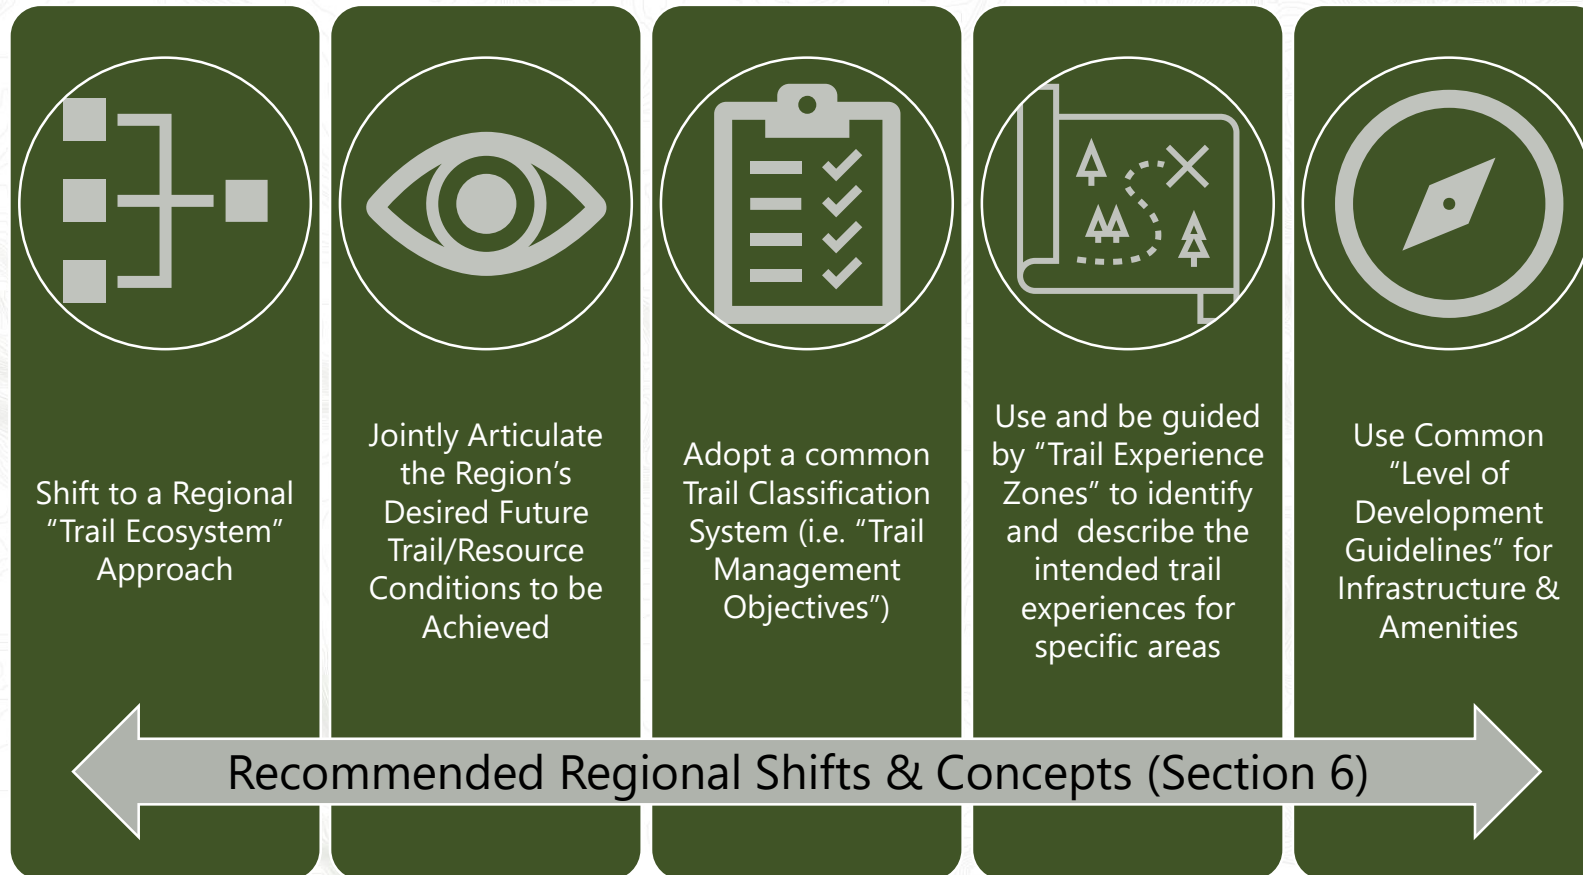 Shift to a Regional
“Trail Ecosystem”
Approach
Jointly Articulate
the Region’s
Desired Future
Trail/Resource
Conditions to be
Achieved
Adopt a common
Trail Classification
System (i.e. “Trail
Management
Objectives”)
Use and be guided
by “Trail Experience
Zones” to identify
and  describe the
intended trail
experiences for
specific areas
Use Common
“Level of
Development
Guidelines” for
Infrastructure &
Amenities
Recommended Regional Shifts & Concepts (Section 6)